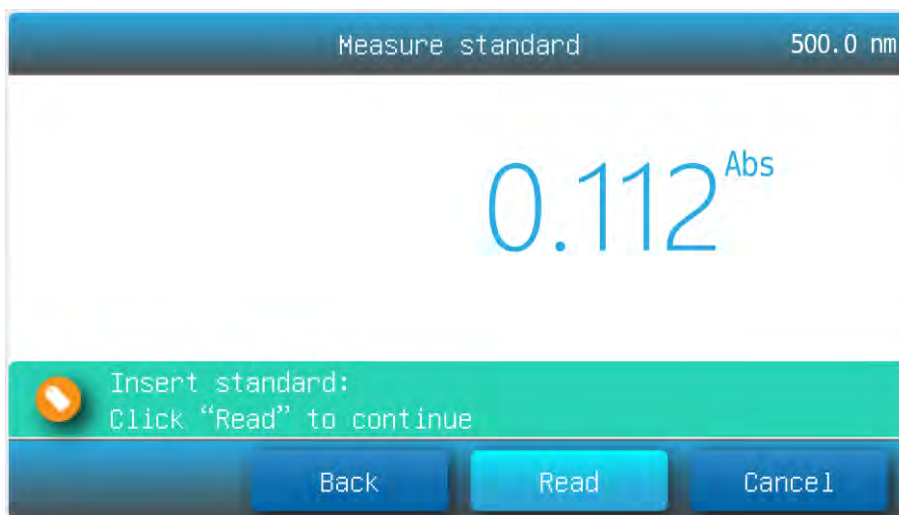 Measure standard 500.0 nm
0.112 Abs
Insert standard:
Click “Read” to continue
Back Read Cancel